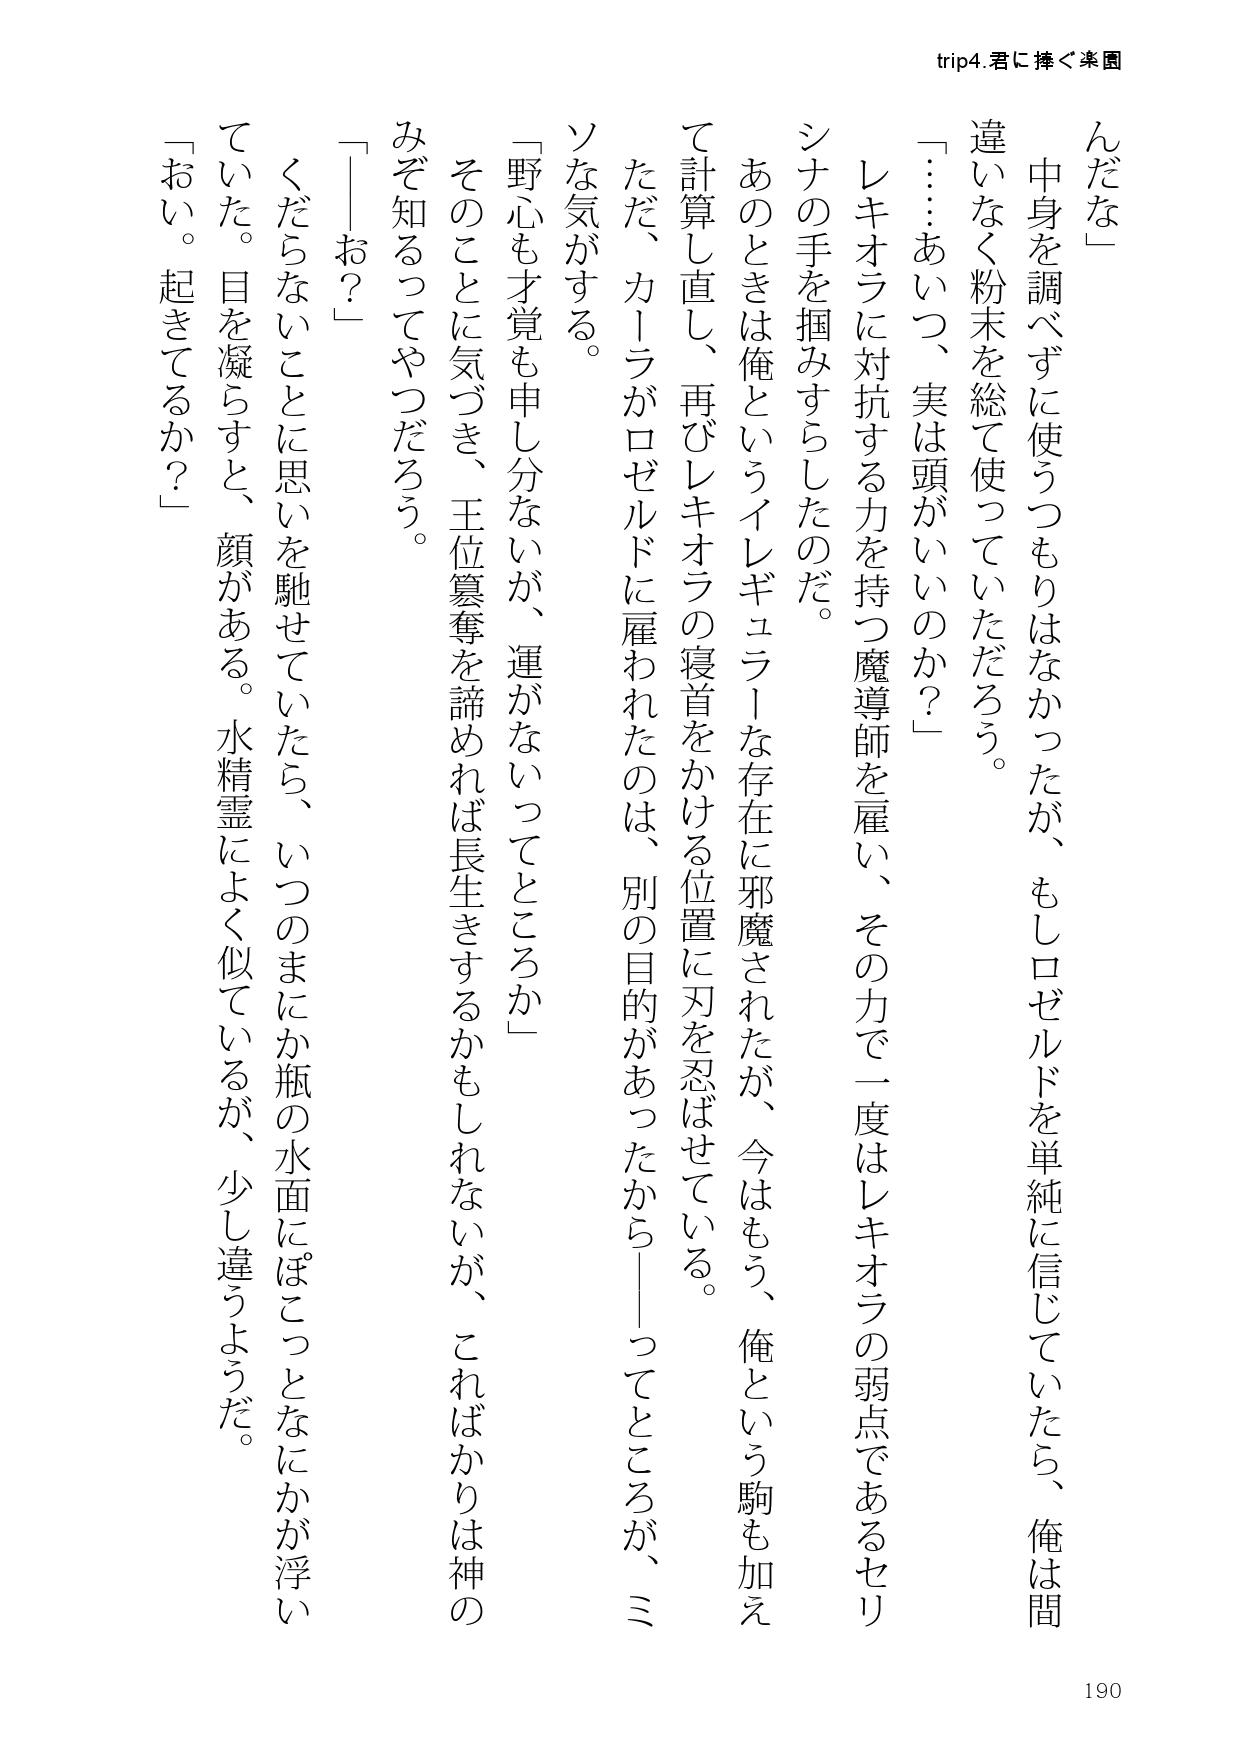 trip4.君に捧ぐ楽園
んだな」
　中身を調べずに使うつもりはなかったが、もしロゼルドを単純に信じていたら、俺は間
違いなく粉末を総て使っていただろう。
「……あいつ、実は頭がいいのか？」
　レキオラに対抗する力を持つ魔導師を雇い、その力で一度はレキオラの弱点であるセリ
シナの手を掴みすらしたのだ。
　あのときは俺というイレギュラーな存在に邪魔されたが、今はもう、俺という駒も加え
て計算し直し、再びレキオラの寝首をかける位置に刃を忍ばせている。
　ただ、カーラがロゼルドに雇われたのは、別の目的があったから――ってところが、ミ
ソな気がする。
「野心も才覚も申し分ないが、運がないってところか」
　そのことに気づき、王位簒奪を諦めれば長生きするかもしれないが、こればかりは神の
みぞ知るってやつだろう。
「――お？」
　くだらないことに思いを馳せていたら、いつのまにか瓶の水面にぽこっとなにかが浮い
ていた。目を凝らすと、顔がある。水精霊によく似ているが、少し違うようだ。
「おい。起きてるか？」
190